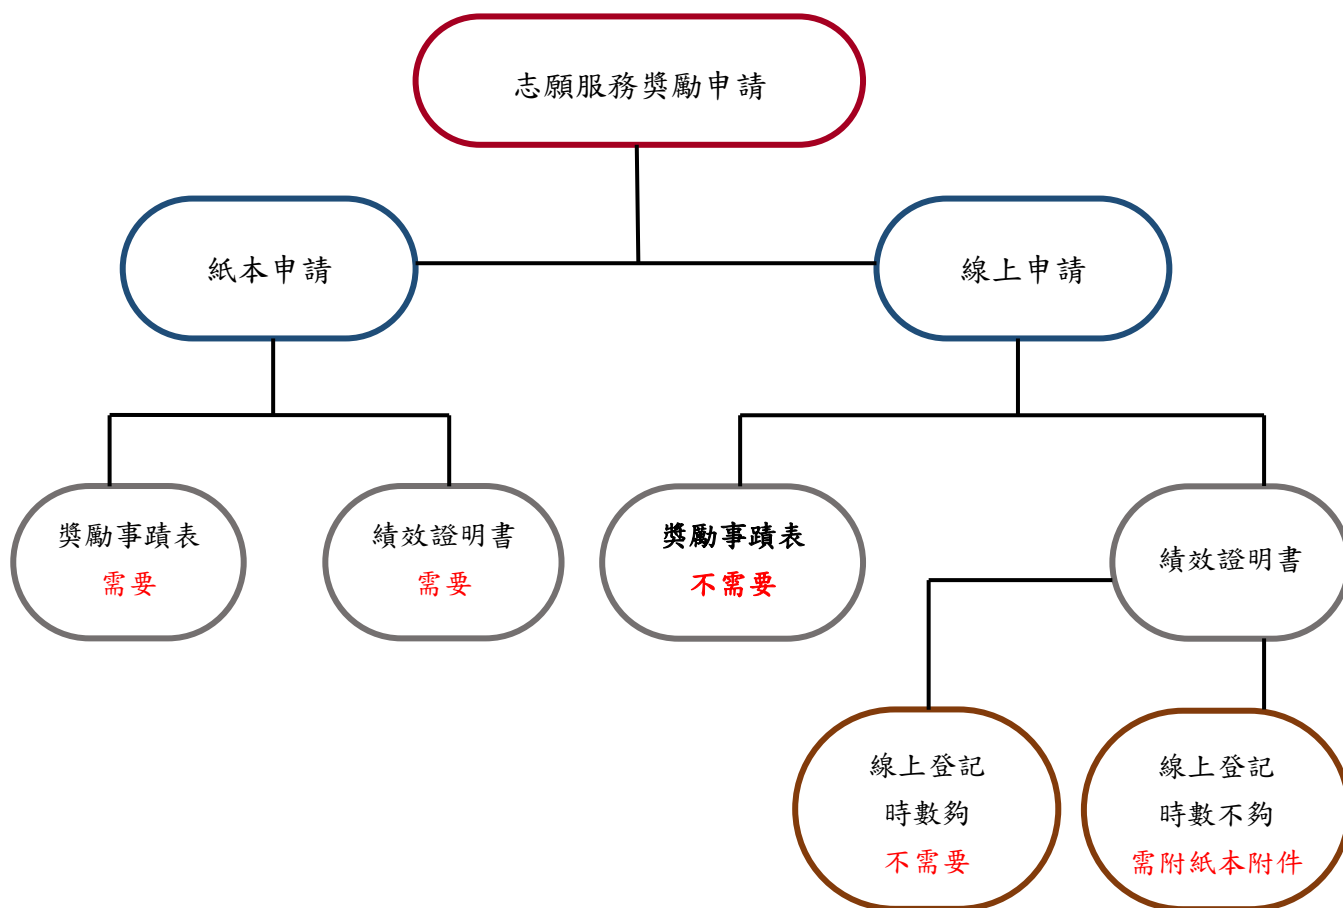 志願服務獎勵申請
紙本申請
線上申請
獎勵事蹟表
需要
績效證明書
需要
獎勵事蹟表
不需要
績效證明書
線上登記
時數夠
不需要
線上登記
時數不夠
需附紙本附件